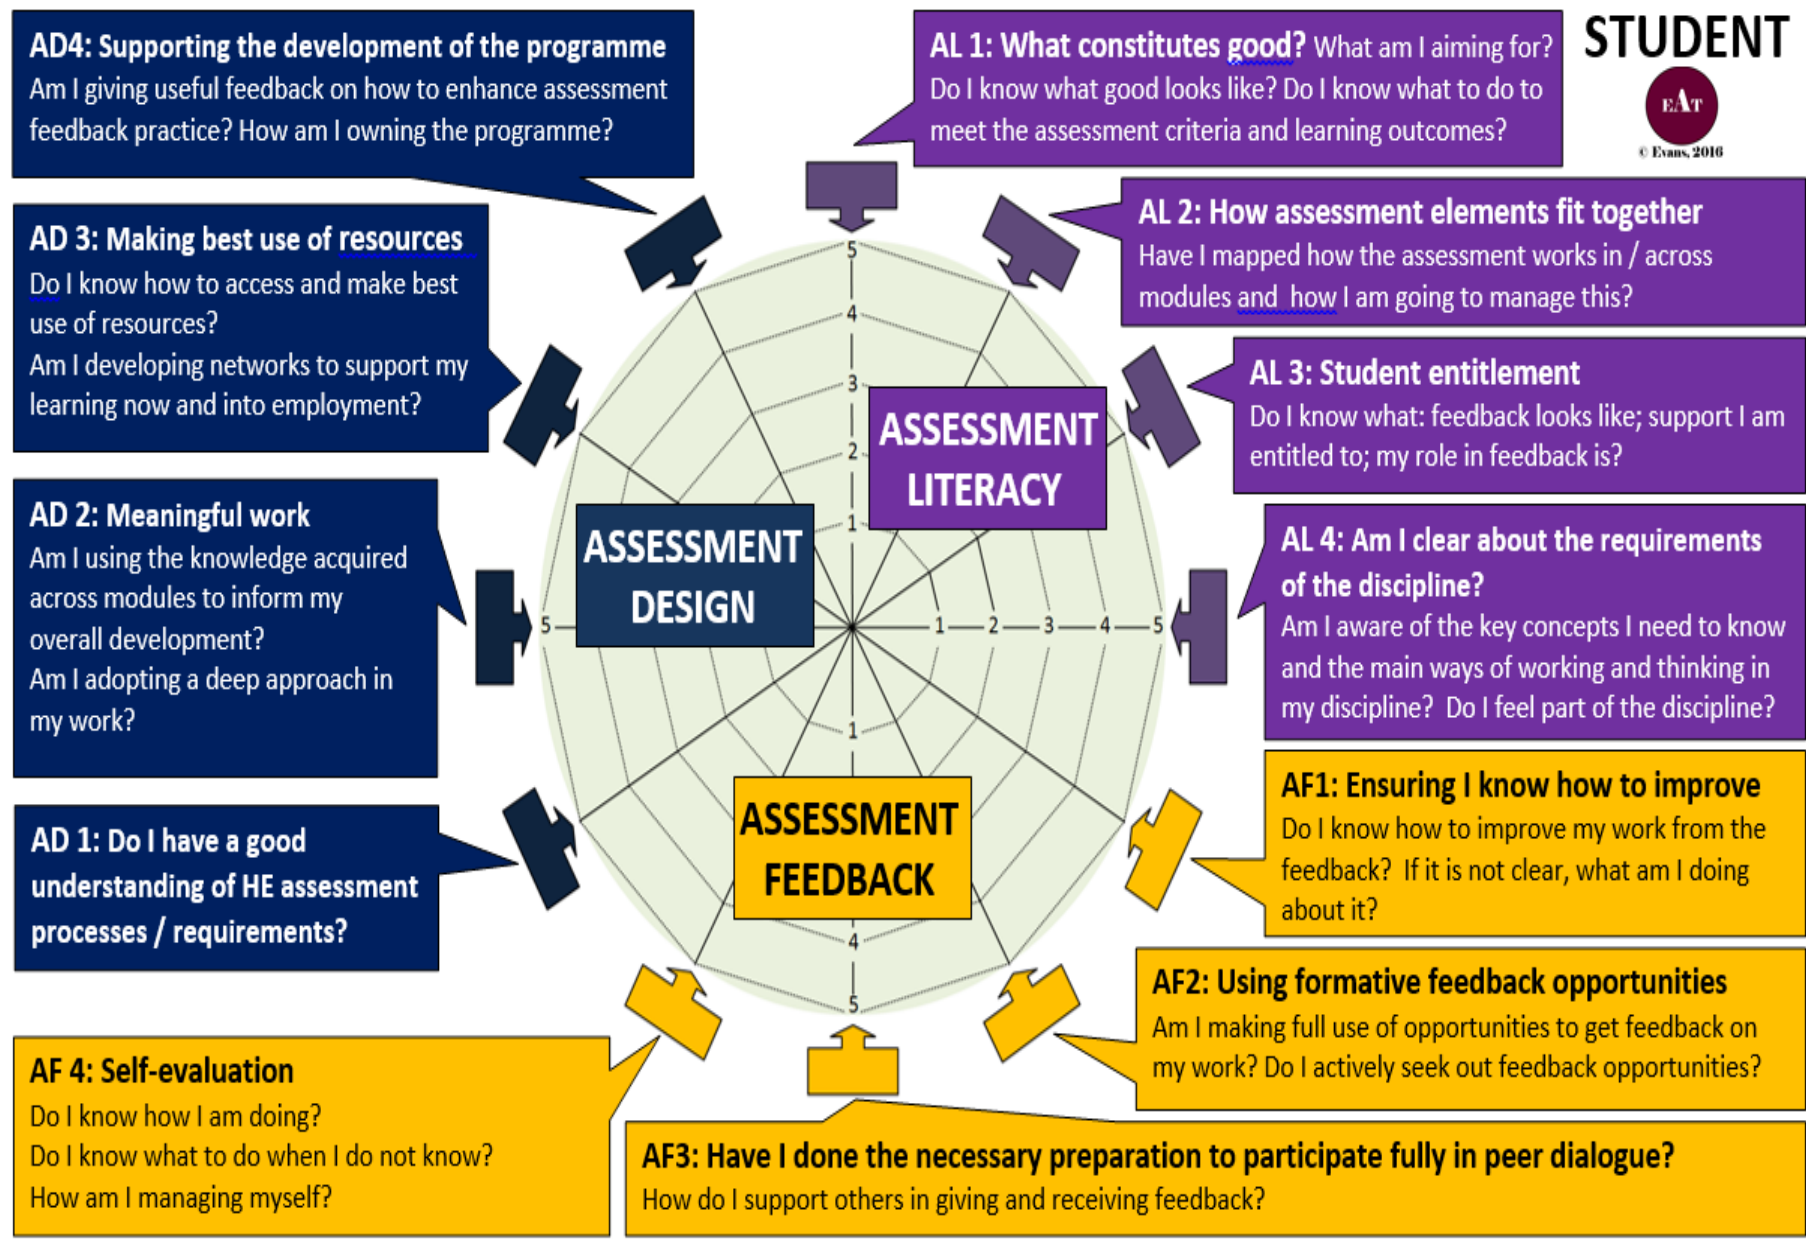 STUDENT
EAT
© Evans, 2016
AD4: Supporting the development of the programme
Am I giving useful feedback on how to enhance assessment
feedback practice? How am I owning the programme?
AL 1: What constitutes good? What am I aiming for?
Do I know what good looks like? Do I know what to do to
meet the assessment criteria and learning outcomes?
AL 2: How assessment elements fit together
Have I mapped how the assessment works in / across
modules and how I am going to manage this?
AD 3: Making best use of resources
Do I know how to access and make best
use of resources?
Am I developing networks to support my
learning now and into employment?
AL 3: Student entitlement
Do I know what: feedback looks like; support I am
entitled to; my role in feedback is?
AD 2: Meaningful work
Am I using the knowledge acquired
across modules to inform my
overall development?
Am I adopting a deep approach in
my work?
AL 4: Am I clear about the requirements
of the discipline?
Am I aware of the key concepts I need to know
and the main ways of working and thinking in
my discipline? Do I feel part of the discipline?
AD 1: Do I have a good
understanding of HE assessment
processes / requirements?
AF1: Ensuring I know how to improve
Do I know how to improve my work from the
feedback? If it is not clear, what am I doing
about it?
AF2: Using formative feedback opportunities
Am I making full use of opportunities to get feedback on
my work? Do I actively seek out feedback opportunities?
AF 4: Self-evaluation
Do I know how I am doing?
Do I know what to do when I do not know?
How am I managing myself?
AF3: Have I done the necessary preparation to participate fully in peer dialogue?
How do I support others in giving and receiving feedback?
5
4
3
2
1
ASSESSMENT
LITERACY
ASSESSMENT
DESIGN
5
1 2 3 4 5
1
ASSESSMENT
FEEDBACK
4
5